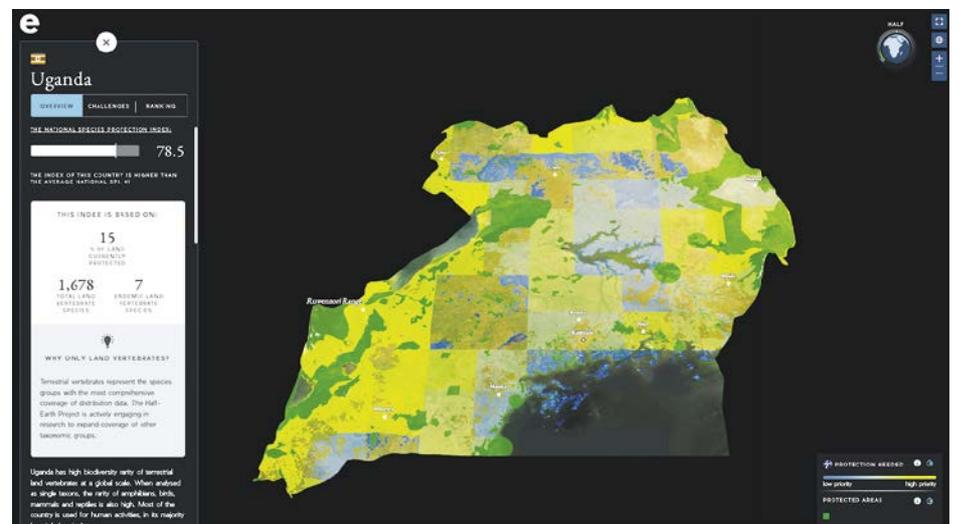 e
HALF
Uganda
OVERVIEW CHALLENGES RANKING
THE NATIONAL SPECIES PROTECTION INDEX:
78.5
THE INDEX OF THIS COUNTRY IS HIGHER THAN
THE AVERAGE NATIONAL SPI,
THIS INDEX IS BASED ON:
15
% OF LAND
CURRENTLY
PROTECTED
1,678 7
TOTAL LAND ENDEMIC LAND
VERTEBRATE VERTEBRATE
SPECIES SPECIES
WHY ONLY LAND VERTEBRATES?
Terrestrial vertebrates represent the species
groups with the most comprehensive
coverage of distribution data. The Half-
Earth Project is actively engaging in
research to expand coverage of other
taxonomic groups.
Uganda has high biodiversity rarity of terrestrial
land vertebrates at a global scale. When analysed
as single taxons, the rarity of amphibians, birds,
mammals and reptiles is also high. Most of the
country is used for human activities, in its majority
Ruwenzori Range
Kampala
PROTECTION NEEDED
low priority high priority
PROTECTED AREAS